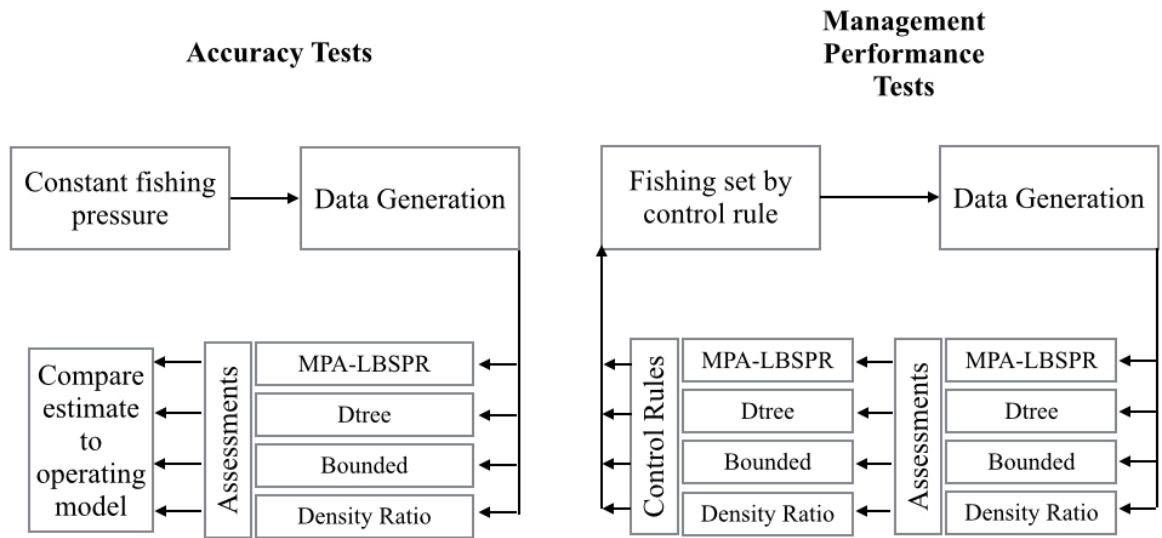 Accuracy Tests
Constant fishing
pressure
Data Generation
Compare
estimate
to
operating
model
Assessments
MPA-LBSPR
Dtree
Bounded
Density Ratio
Management
Performance
Tests
Fishing set by
control rule
Data Generation
Control Rules
MPA-LBSPR
Dtree
Bounded
Density Ratio
Assessments
MPA-LBSPR
Dtree
Bounded
Density Ratio